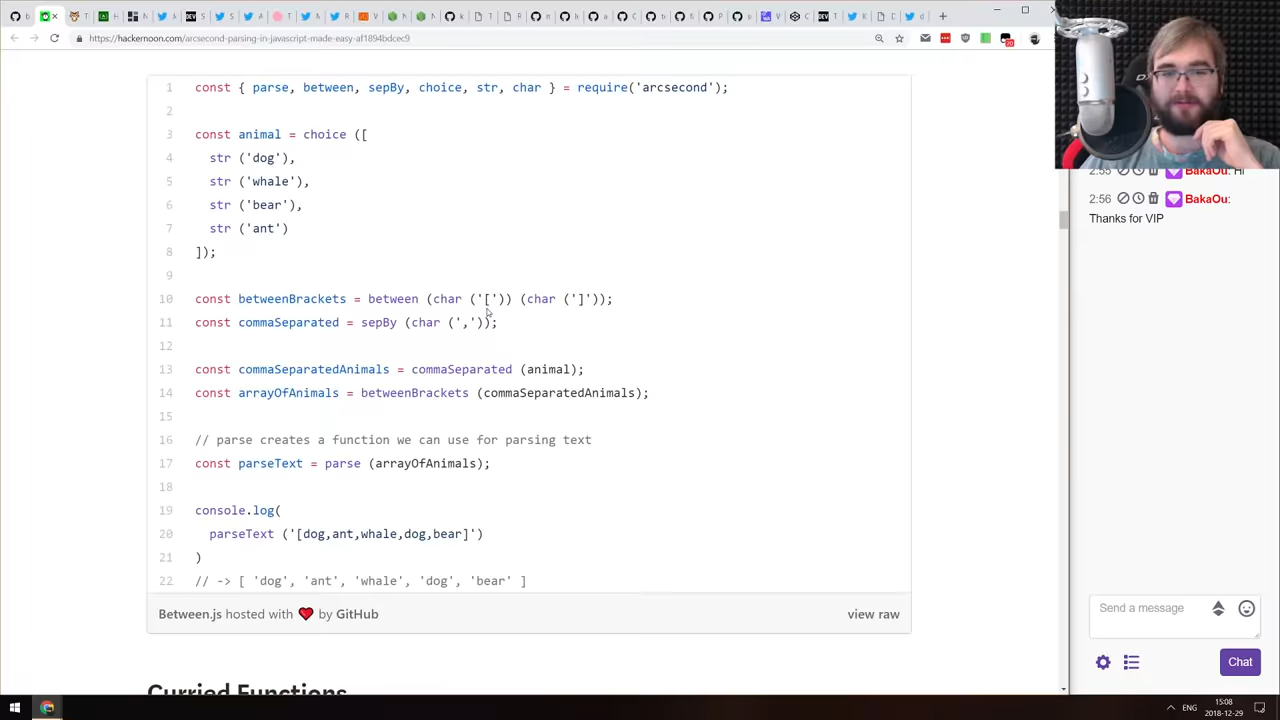 https://hackernoon.com/arcsecond-parsing-in-javascript-made-easy-af1894bdcec9
1 const { parse, between, sepBy, choice, str, char } = require('arcsecond');
2
3 const animal = choice ([
4 str ('dog'),
5 str ('whale'),
6 str ('bear'),
7 str ('ant')
8 ]);
9
10 const betweenBrackets = between (char ('[')) (char (']'));
11 const commaSeparated = sepBy (char (','));
12
13 const commaSeparatedAnimals = commaSeparated (animal);
14 const arrayOfAnimals = betweenBrackets (commaSeparatedAnimals);
15
16 // parse creates a function we can use for parsing text
17 const parseText = parse (arrayOfAnimals);
18
19 console.log(
20 parseText ('[dog,ant,whale,dog,bear]')
21 )
22 // -> [ 'dog', 'ant', 'whale', 'dog', 'bear' ]
Between.js hosted with ❤ by GitHub
view raw
Curried Functions
2:55 BakaOu: Hi
2:56 BakaOu:
Thanks for VIP
Send a message
Chat
ENG
15:08
2018-12-29